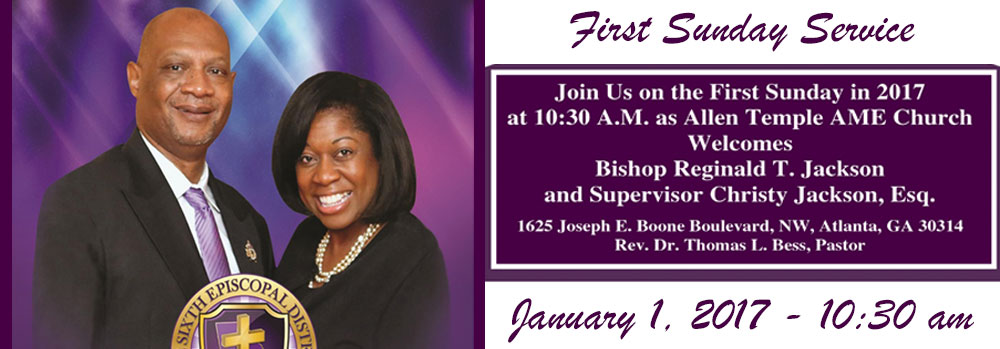 First Sunday Service
Join Us on the First Sunday in 2017
at 10:30 A.M. as Allen Temple AME Church
Welcomes
Bishop Reginald T. Jackson
and Supervisor Christy Jackson, Esq.
1625 Joseph E. Boone Boulevard, NW, Atlanta, GA 30314
Rev. Dr. Thomas L. Bess, Pastor
January 1, 2017 - 10:30 am
SIXTH EPISCOPAL